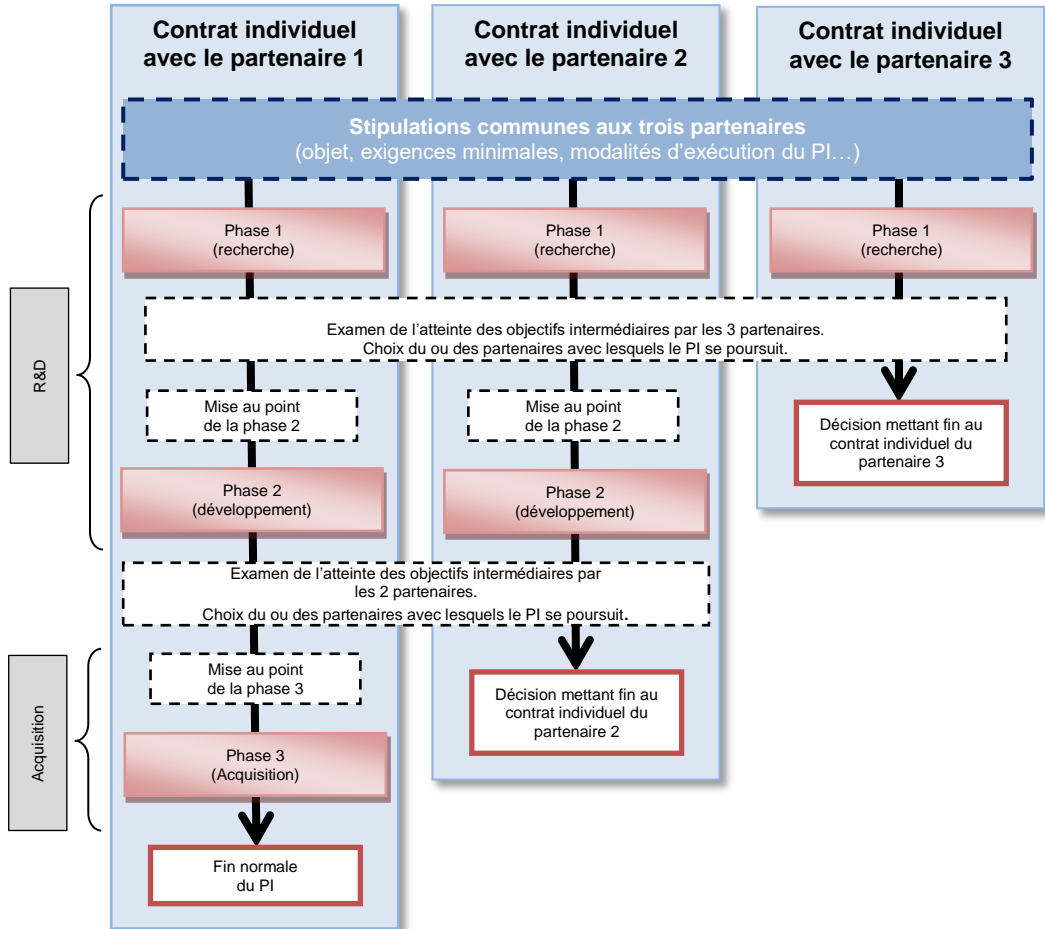 Contrat individuel
avec le partenaire 1
Contrat individuel
avec le partenaire 2
Contrat individuel
avec le partenaire 3
Stipulations communes aux trois partenaires
(objet, exigences minimales, modalités d’exécution du PI…)
R&D
Phase 1
(recherche)
Phase 1
(recherche)
Phase 1
(recherche)
Examen de l’atteinte des objectifs intermédiaires par les 3 partenaires.
Choix du ou des partenaires avec lesquels le PI se poursuit.
Mise au point
de la phase 2
Mise au point
de la phase 2
Décision mettant fin au
contrat individuel du
partenaire 3
Phase 2
(développement)
Phase 2
(développement)
Examen de l’atteinte des objectifs intermédiaires par
les 2 partenaires.
Choix du ou des partenaires avec lesquels le PI se poursuit.
Acquisition
Mise au point
de la phase 3
Décision mettant fin au
contrat individuel du
partenaire 2
Phase 3
(Acquisition)
Fin normale
du PI